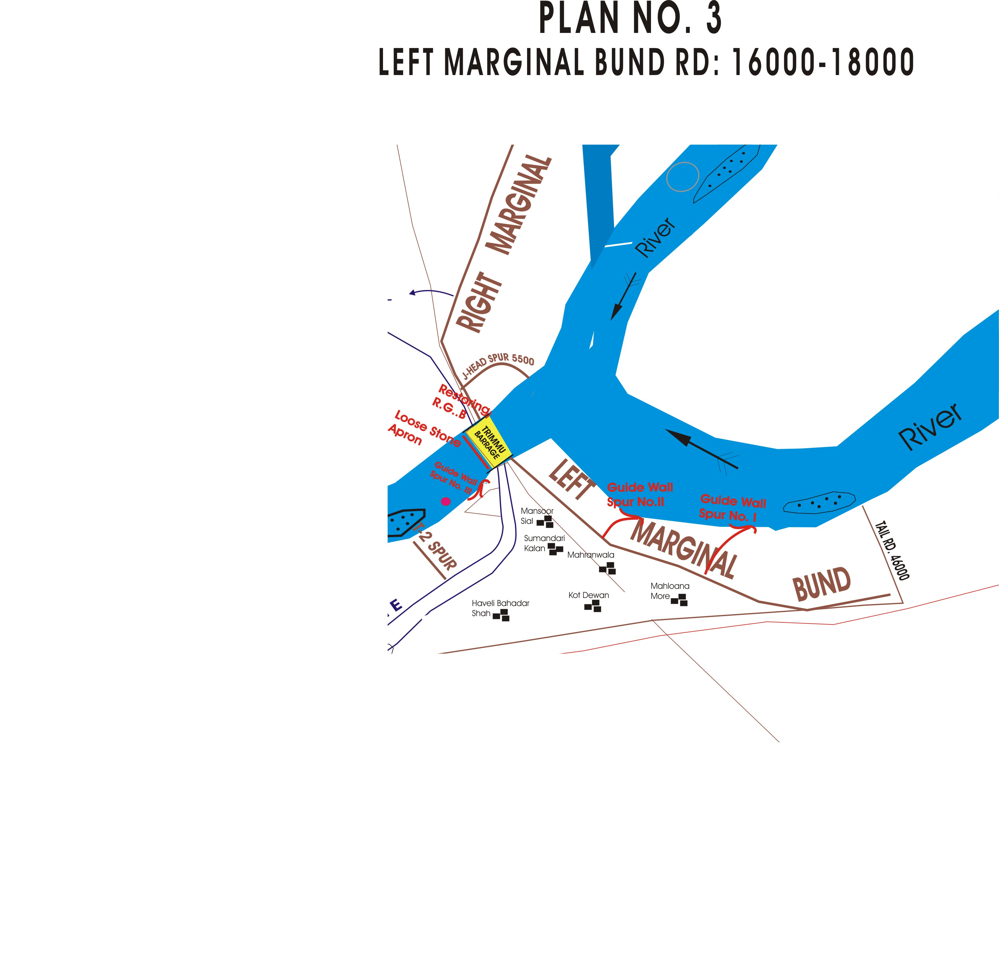 PLAN NO. 3
LEFT MARGINAL BUND RD: 16000-18000
RIGHT MARGINAL
River
J-HEAD SPUR 5500
Restoring
R.G..B
Loose Stone
Apron
TRIMMU
BARRAGE
River
Guide Wall
Spur No. III
LEFT
Guide Wall
Spur No.II
Guide Wall
Spur No. I
MARGINAL
BUND
TAIL RD. 46000
T-2 SPUR
Mansoor
Sial
Sumandari
Kalan
Mahranwala
Mahloana
More
Kot Dewan
Haveli Bahadar
Shah
E